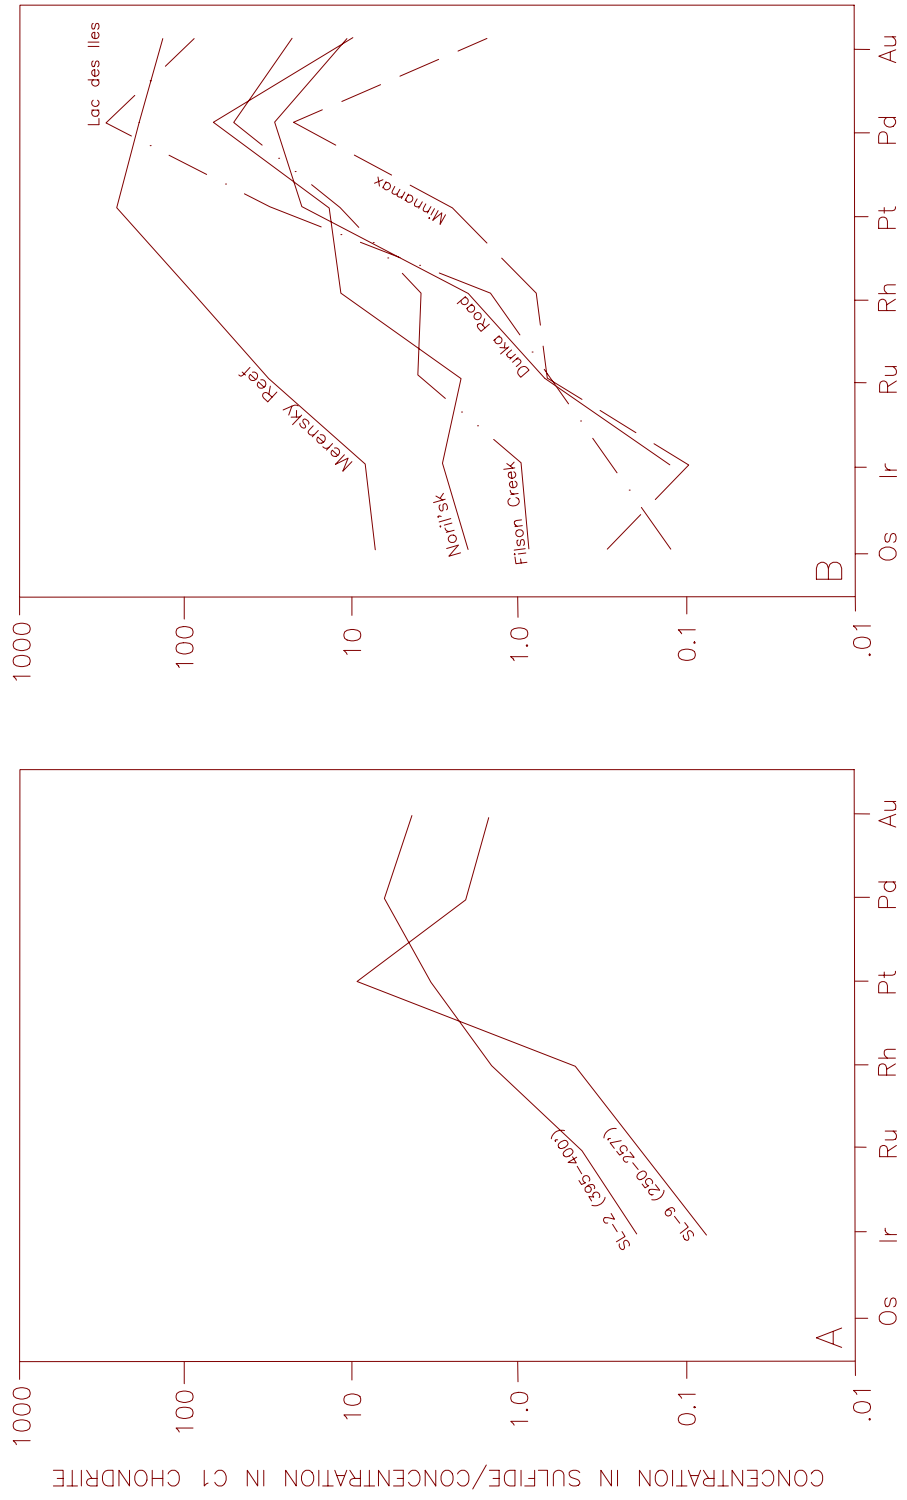 CONCENTRATION IN SULFIDE/CONCENTRATION IN C1 CHONDRITE
1000
100
10
1.0
0.1
.01
A
SL-2 (395-400')
SL-9 (250-257')
Os Ir Ru Rh Pt Pd Au
1000
100
10
1.0
0.1
.01
B
Lac des Iles
Merensky Reef
Noril'sk
Filson Creek
Dunka Road
Minnamax
Os Ir Ru Rh Pt Pd Au